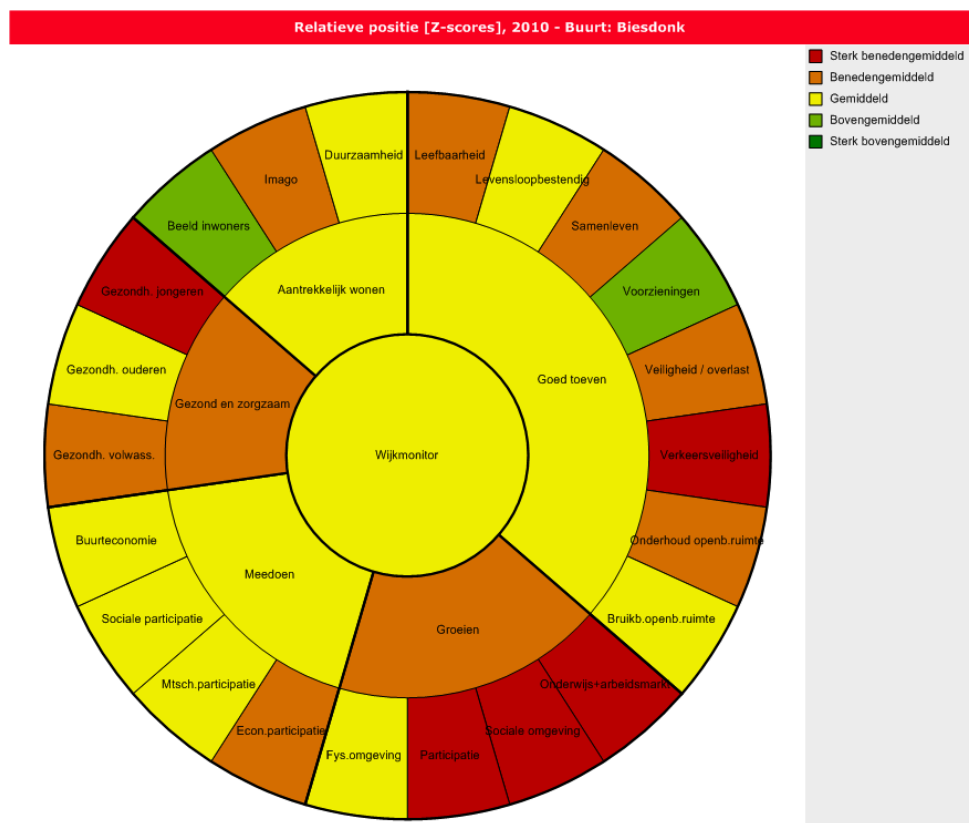 Relatieve positie [Z-scores], 2010 - Buurt: Biesdonk
Sterk benedengemiddeld
Benedengemiddeld
Gemiddeld
Bovengemiddeld
Sterk bovengemiddeld
Duurzaamheid
Leefbaarheid
Imago
Levensloopbestendig
Beeld inwoners
Samenleven
Aantrekkelijk wonen
Gezondh. jongeren
Voorzieningen
Gezondh. ouderen
Goed toeven
Veiligheid / overlast
Gezond en zorgzaam
Gezondh. volwass.
Wijkmonitor
Verkeersveiligheid
Buurteconomie
Onderhoud openb.ruimte
Meedoen
Sociale participatie
Groeien
Bruikb.openb.ruimte
Mtsch.participatie
Onderwijs+arbeidsmarkt
Econ.participatie
Sociale omgeving
Fys.omgeving
Participatie